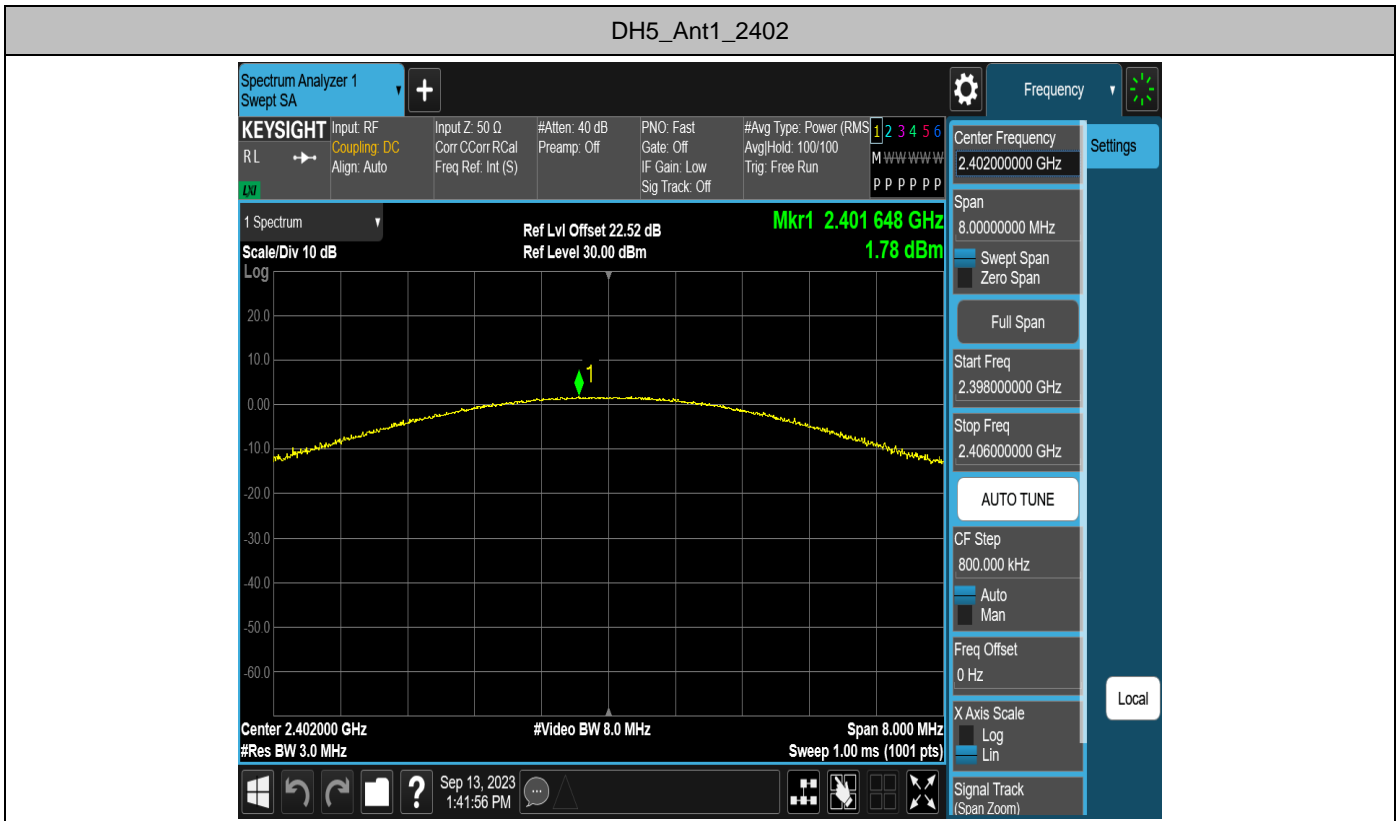 DH5_Ant1_2402
Spectrum Analyzer 1
Swept SA
Frequency
KEYSIGHT
RL
LXI
Input: RF
Coupling: DC
Align: Auto
Input Z: 50 Ω
Corr CCorr RCal
Freq Ref: Int (S)
#Atten: 40 dB
Preamp: Off
PNO: Fast
Gate: Off
IF Gain: Low
Sig Track: Off
#Avg Type: Power (RMS
Avg|Hold: 100/100
Trig: Free Run
1 2 3 4 5 6
M W W W W W
P P P P P P
1 Spectrum
Scale/Div 10 dB
Log
Ref Lvl Offset 22.52 dB
Ref Level 30.00 dBm
Mkr1 2.401 648 GHz
1.78 dBm
20.0
10.0
1
0.00
-10.0
-20.0
-30.0
-40.0
-50.0
-60.0
Center 2.402000 GHz
#Res BW 3.0 MHz
#Video BW 8.0 MHz
Span 8.000 MHz
Sweep 1.00 ms (1001 pts)
Center Frequency
2.402000000 GHz
Settings
Span
8.00000000 MHz
Swept Span
Zero Span
Full Span
Start Freq
2.398000000 GHz
Stop Freq
2.406000000 GHz
AUTO TUNE
CF Step
800.000 kHz
Auto
Man
Freq Offset
0 Hz
X Axis Scale
Log
Lin
Local
Signal Track
(Span Zoom)
?
Sep 13, 2023
1:41:56 PM